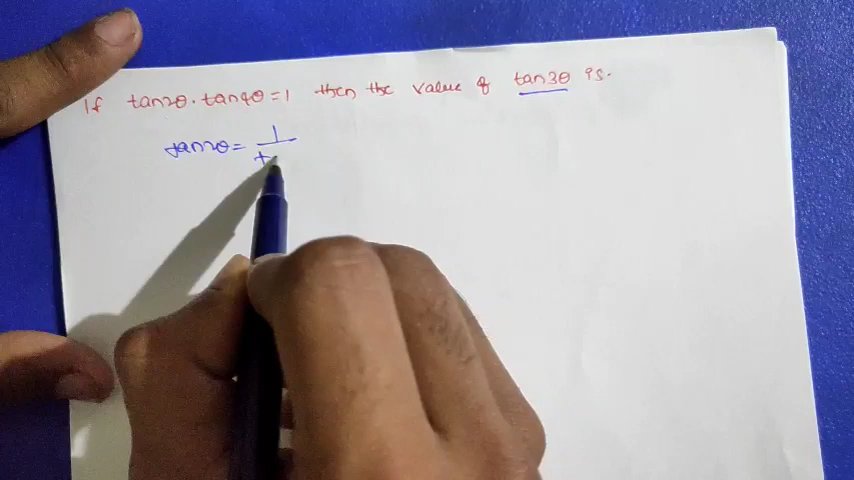 If tan2θ · tan4θ = 1 then the value of tan3θ is.
tan2θ = 1 / t